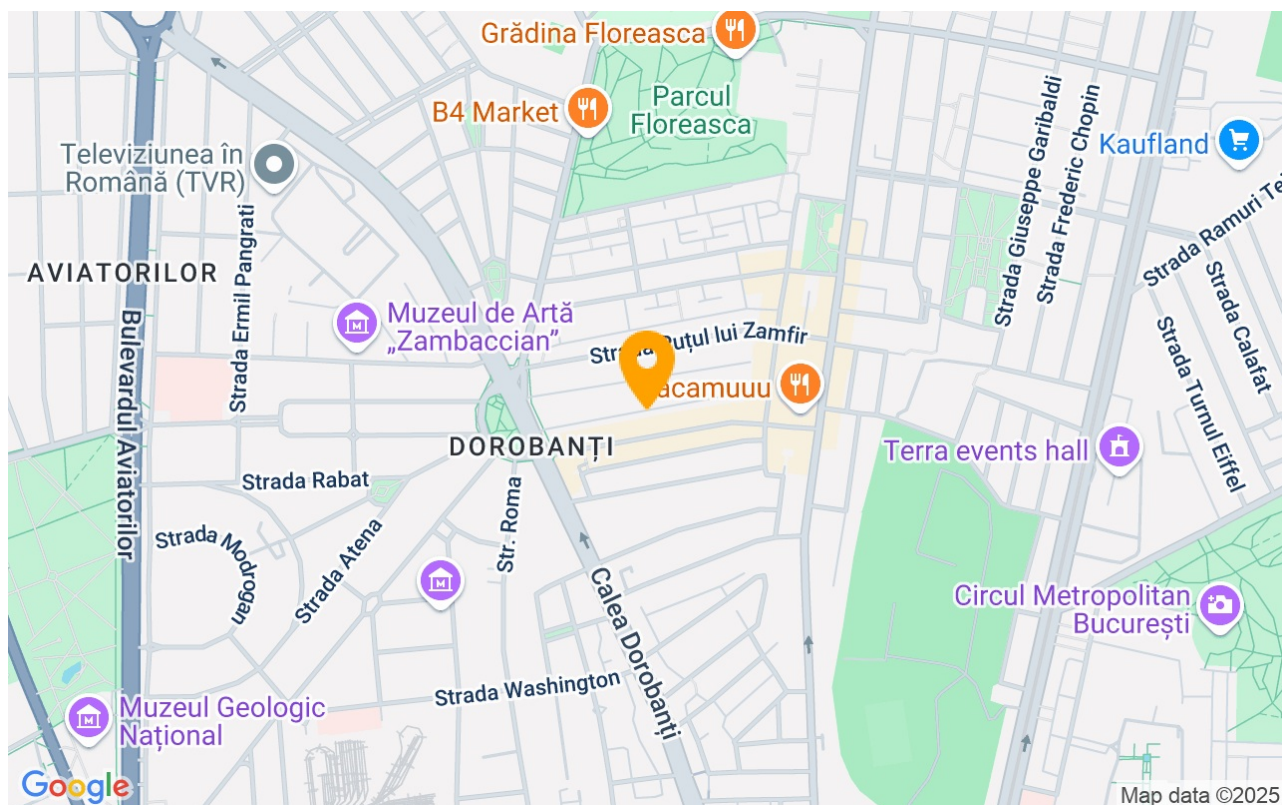 Grădina Floreasca
B4 Market
Parcul
Floreasca
Kaufland
Televiziunea în
Română (TVR)
Strada Giuseppe Garibaldi
Strada Frederic Chopin
Strada Ermil Pangrati
AVIATORILOR
Strada Calafat
Muzeul de Artă
„Zambaccian”
Bulevardul Aviatorilor
Strada Turnul Eiffel
lui Zamfir
DOROBANȚI
Terra events hall
Strada Rabat
Str. Roma
Strada Modrogan
Strada Atena
Calea Dorobanți
Circul Metropolitan
București
Strada Washington
Muzeul Geologic
Național
Google
Map data ©2025